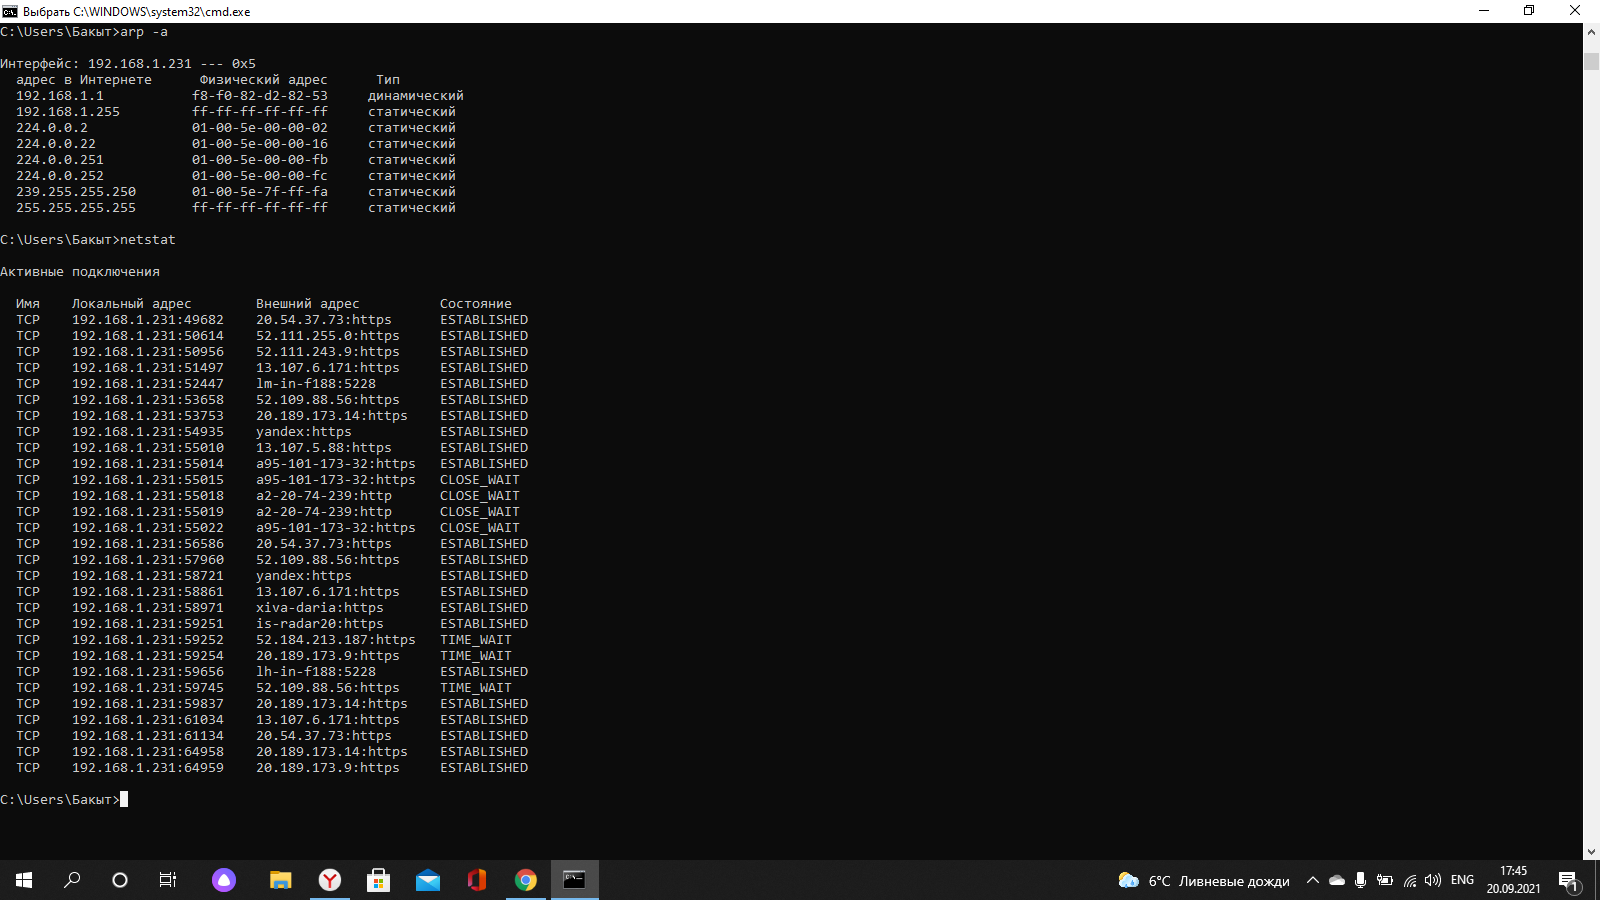 Выбрать C:\WINDOWS\system32\cmd.exe
C:\Users\Бакыт>arp -a
Интерфейс: 192.168.1.231 --- 0x5
адрес в Интернете Физический адрес Тип
192.168.1.1 f8-f0-82-d2-82-53 динамический
192.168.1.255 ff-ff-ff-ff-ff-ff статический
224.0.0.2 01-00-5e-00-00-02 статический
224.0.0.22 01-00-5e-00-00-16 статический
224.0.0.251 01-00-5e-00-00-fb статический
224.0.0.252 01-00-5e-00-00-fc статический
239.255.255.250 01-00-5e-7f-ff-fa статический
255.255.255.255 ff-ff-ff-ff-ff-ff статический
C:\Users\Бакыт>netstat
Активные подключения
Имя Локальный адрес Внешний адрес Состояние
TCP 192.168.1.231:49682 20.54.37.73:https ESTABLISHED
TCP 192.168.1.231:50614 52.111.255.0:https ESTABLISHED
TCP 192.168.1.231:50956 52.111.243.9:https ESTABLISHED
TCP 192.168.1.231:51497 13.107.6.171:https ESTABLISHED
TCP 192.168.1.231:52447 lm-in-f188:5228 ESTABLISHED
TCP 192.168.1.231:53658 52.109.88.56:https ESTABLISHED
TCP 192.168.1.231:53753 20.189.173.14:https ESTABLISHED
TCP 192.168.1.231:54935 yandex:https ESTABLISHED
TCP 192.168.1.231:55010 13.107.5.88:https ESTABLISHED
TCP 192.168.1.231:55014 a95-101-173-32:https ESTABLISHED
TCP 192.168.1.231:55015 a95-101-173-32:https CLOSE_WAIT
TCP 192.168.1.231:55018 a2-20-74-239:http CLOSE_WAIT
TCP 192.168.1.231:55019 a2-20-74-239:http CLOSE_WAIT
TCP 192.168.1.231:55022 a95-101-173-32:https CLOSE_WAIT
TCP 192.168.1.231:56586 20.54.37.73:https ESTABLISHED
TCP 192.168.1.231:57960 52.109.88.56:https ESTABLISHED
TCP 192.168.1.231:58721 yandex:https ESTABLISHED
TCP 192.168.1.231:58861 13.107.6.171:https ESTABLISHED
TCP 192.168.1.231:58971 xiva-daria:https ESTABLISHED
TCP 192.168.1.231:59251 is-radar20:https ESTABLISHED
TCP 192.168.1.231:59252 52.184.213.187:https TIME_WAIT
TCP 192.168.1.231:59254 20.189.173.9:https TIME_WAIT
TCP 192.168.1.231:59656 lh-in-f188:5228 ESTABLISHED
TCP 192.168.1.231:59745 52.109.88.56:https TIME_WAIT
TCP 192.168.1.231:59837 20.189.173.14:https ESTABLISHED
TCP 192.168.1.231:61034 13.107.6.171:https ESTABLISHED
TCP 192.168.1.231:61134 20.54.37.73:https ESTABLISHED
TCP 192.168.1.231:64958 20.189.173.14:https ESTABLISHED
TCP 192.168.1.231:64959 20.189.173.9:https ESTABLISHED
C:\Users\Бакыт>
6°C Ливневые дожди ENG 17:45
20.09.2021
1